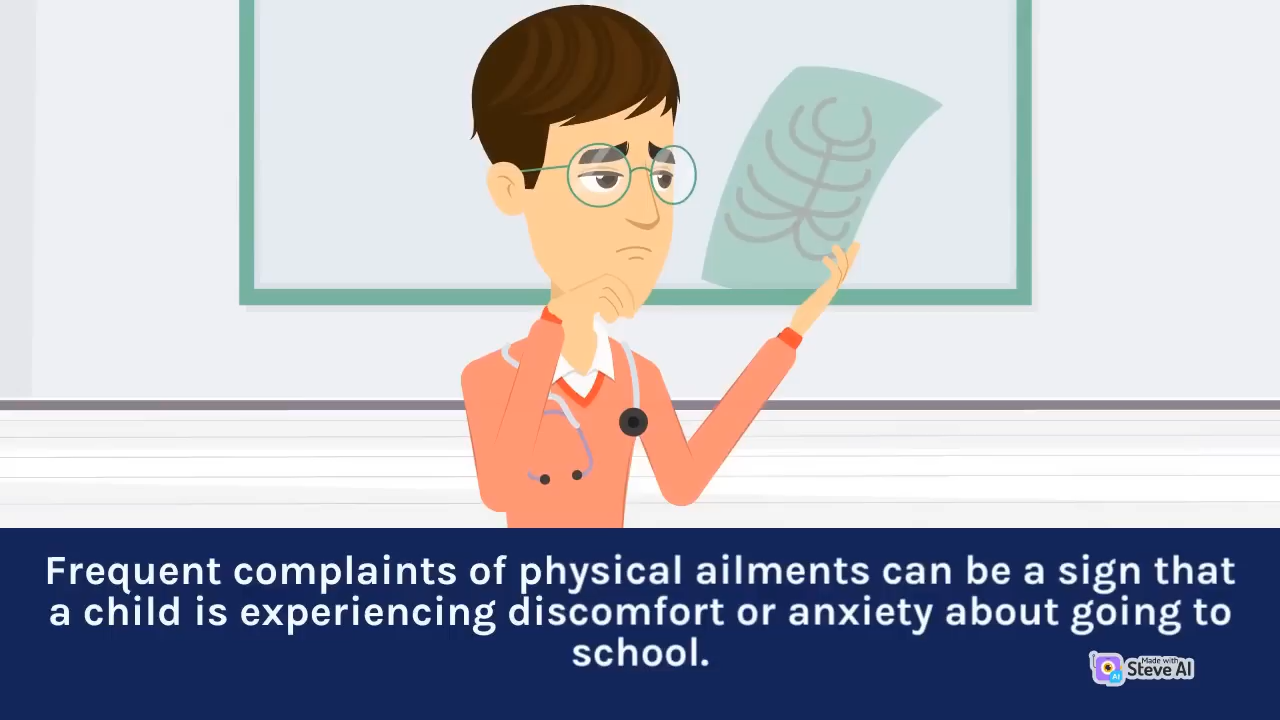 Frequent complaints of physical ailments can be a sign that
a child is experiencing discomfort or anxiety about going to
school.
Made with
Steve AI
AI